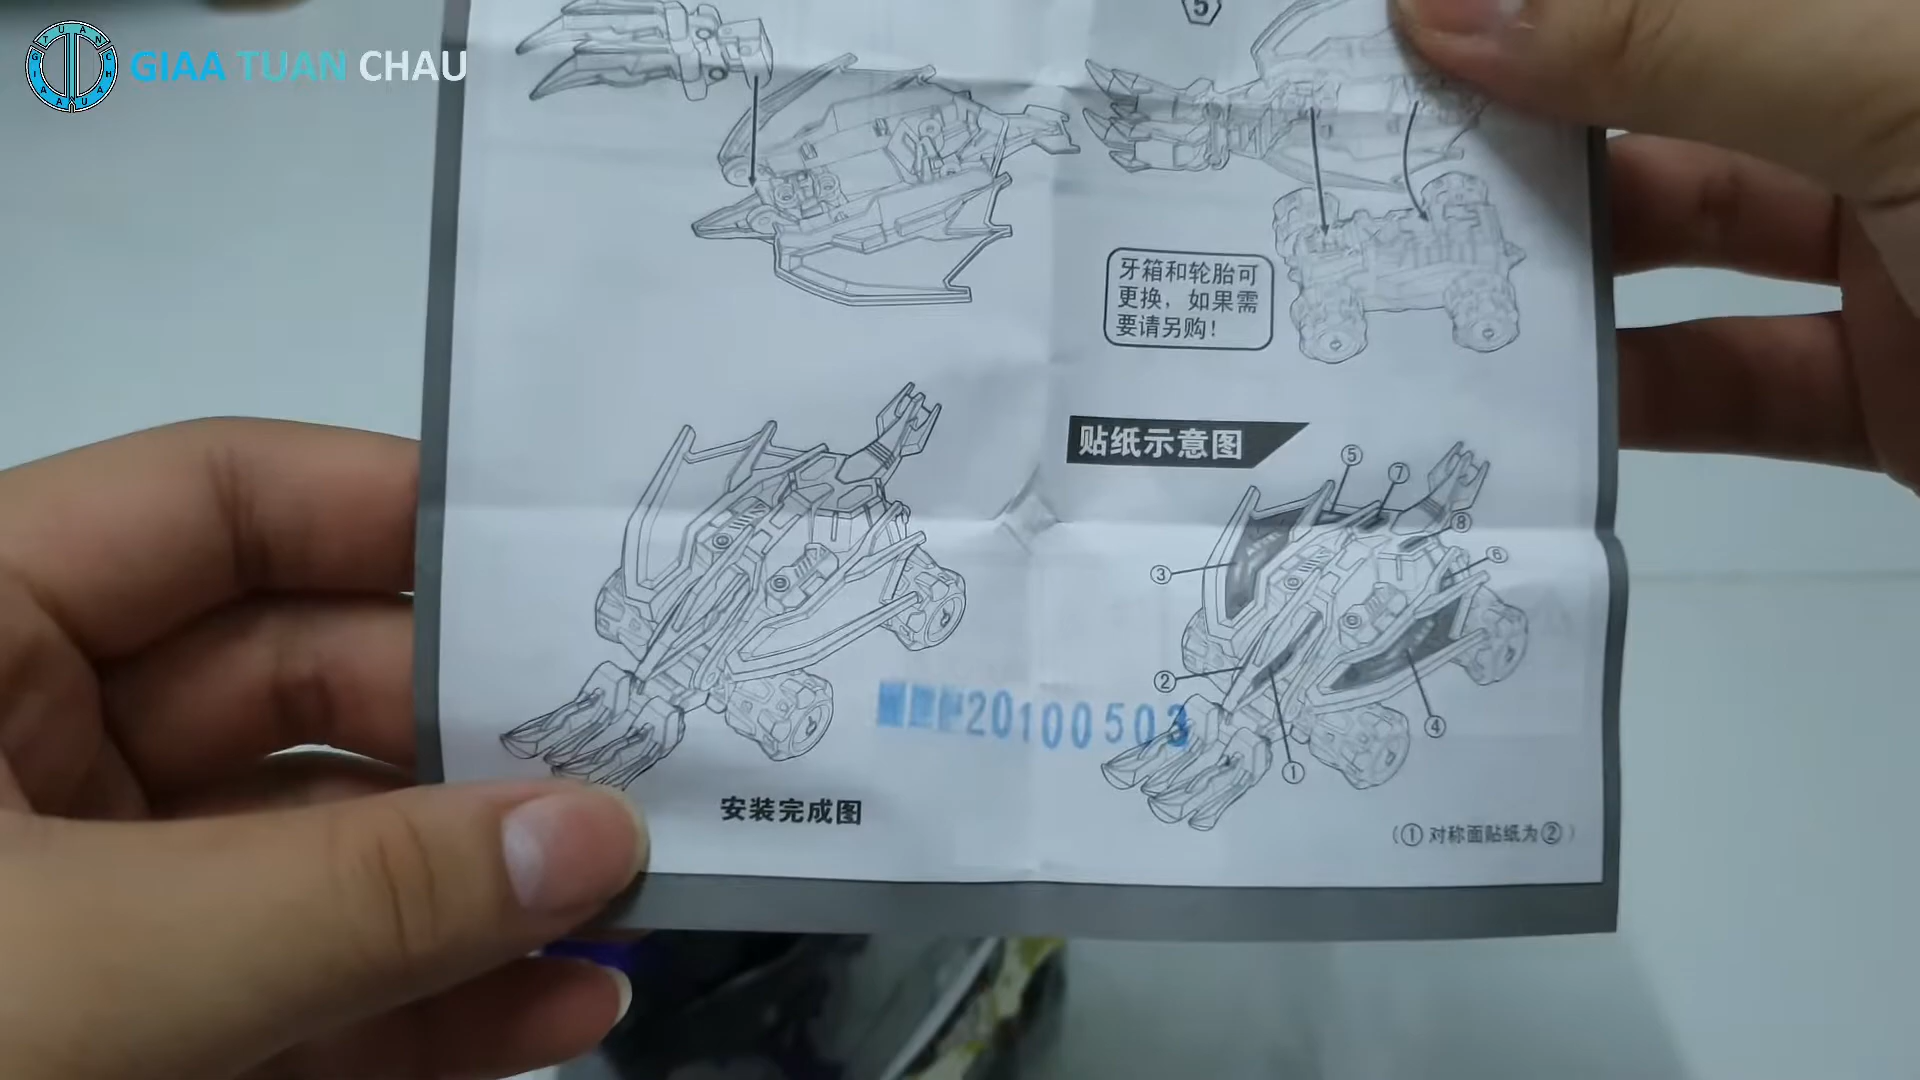 GIAA TUAN CHAU
5
牙箱和轮胎可
更换，如果需
要请另购！
贴纸示意图
⑤
⑦
⑧
⑥
③
②
④
①
20100503
安装完成图
（① 对称面贴纸为②）